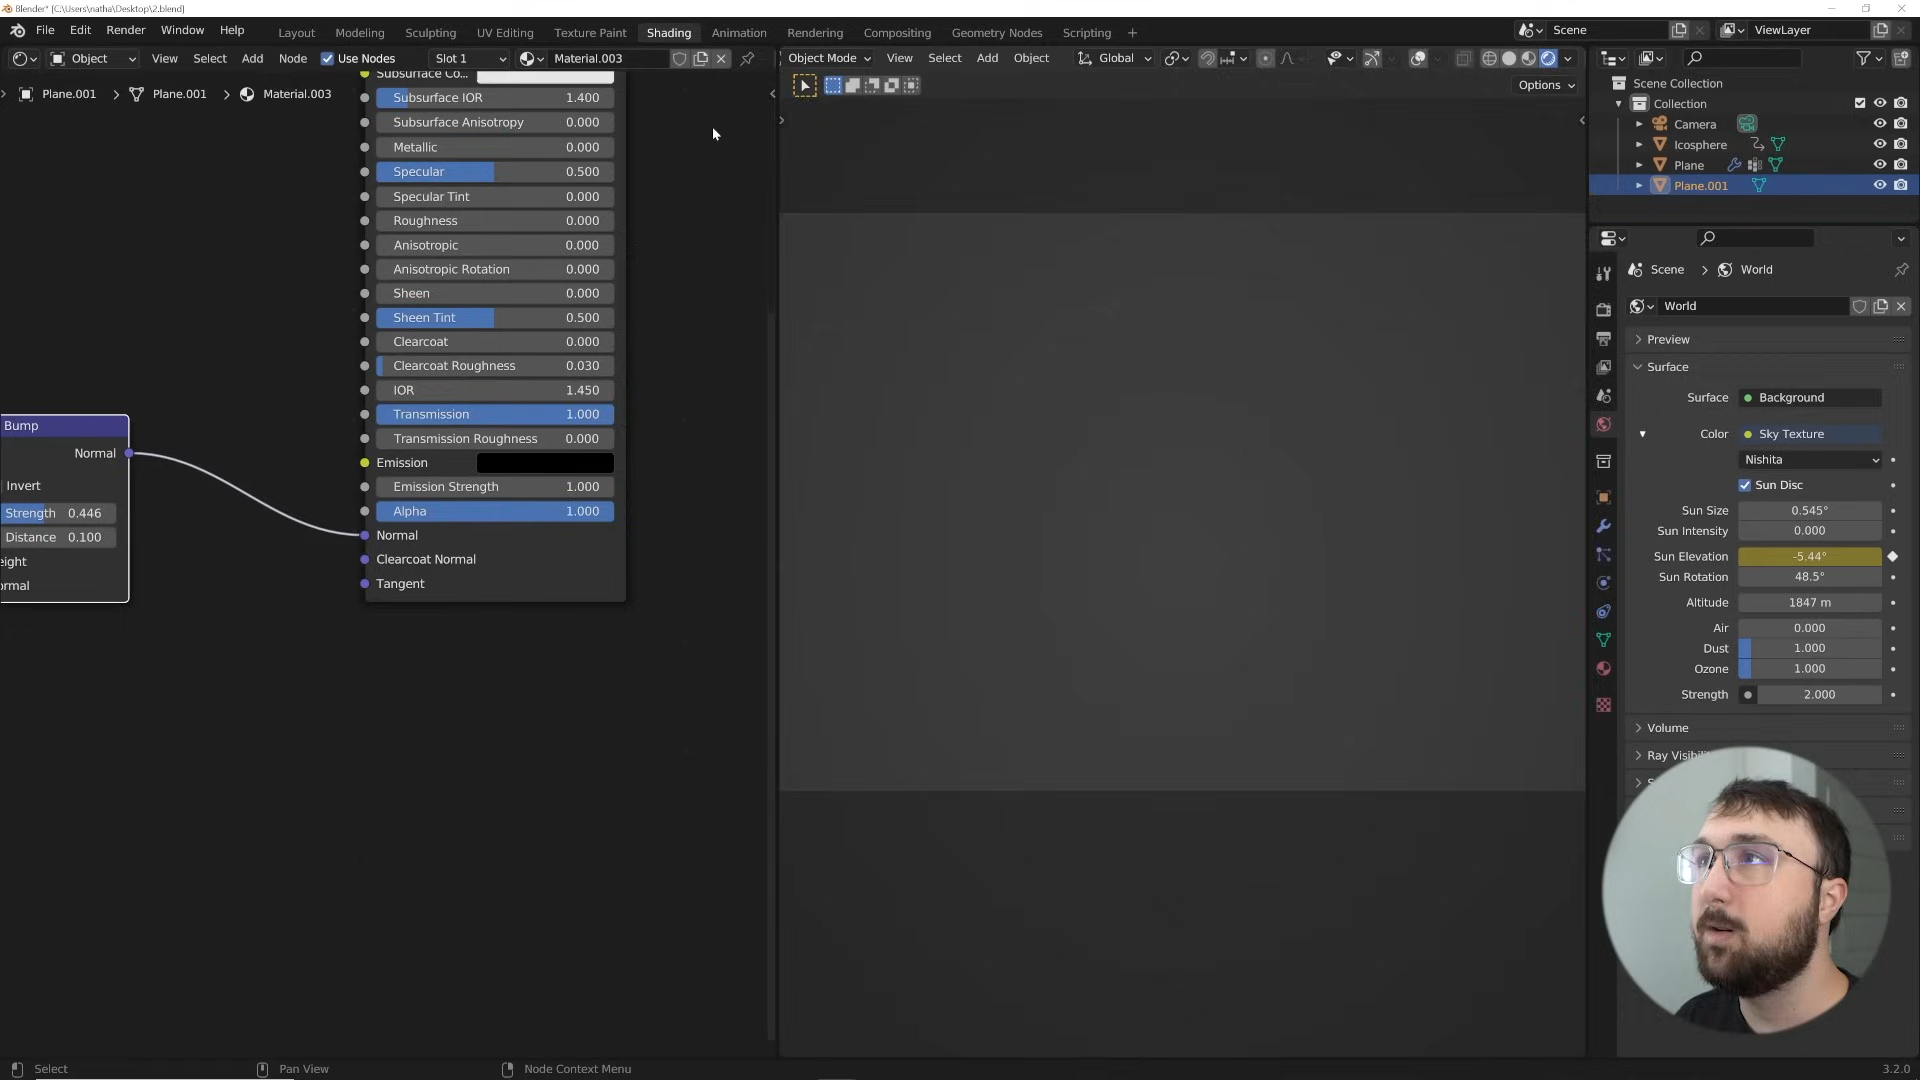 Blender* [C:\Users\natha\Desktop\2.blend]
File Edit Render Window Help Layout Modeling Sculpting UV Editing Texture Paint Shading Animation Rendering Compositing Geometry Nodes Scripting + Scene ViewLayer
Object View Select Add Node Use Nodes Slot 1 Material.003 Object Mode View Select Add Object Global
Options
Plane.001 > Plane.001 > Material.003
Subsurface Co...
Subsurface IOR 1.400
Subsurface Anisotropy 0.000
Metallic 0.000
Specular 0.500
Specular Tint 0.000
Roughness 0.000
Anisotropic 0.000
Anisotropic Rotation 0.000
Sheen 0.000
Sheen Tint 0.500
Clearcoat 0.000
Clearcoat Roughness 0.030
IOR 1.450
Transmission 1.000
Transmission Roughness 0.000
Emission
Emission Strength 1.000
Alpha 1.000
Normal
Clearcoat Normal
Tangent
Bump
Normal
Invert
Strength 0.446
Distance 0.100
eight
ormal
Scene Collection
Collection
Camera
Icosphere
Plane
Plane.001
Scene > World
World
Preview
Surface
Surface Background
Color Sky Texture
Nishita
Sun Disc
Sun Size 0.545°
Sun Intensity 0.000
Sun Elevation -5.44°
Sun Rotation 48.5°
Altitude 1847 m
Air 0.000
Dust 1.000
Ozone 1.000
Strength 2.000
Volume
Ray Visibi
Select Pan View Node Context Menu 3.2.0